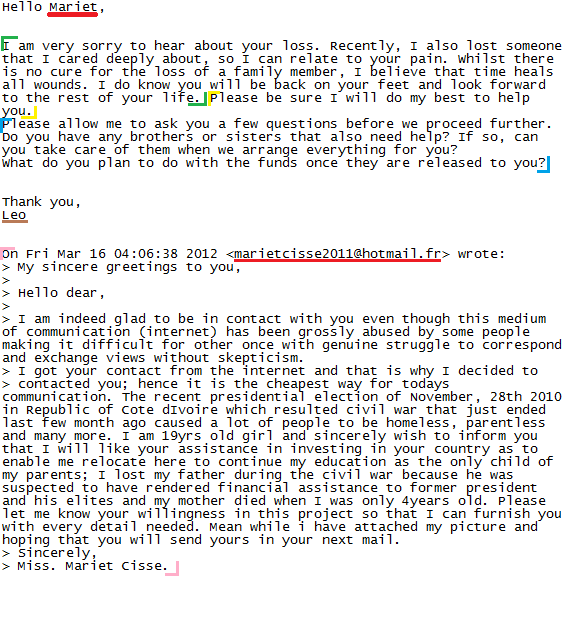 Hello Mariet,
I am very sorry to hear about your loss. Recently, I also lost someone
that I cared deeply about, so I can relate to your pain. Whilst there
is no cure for the loss of a family member, I believe that time heals
all wounds. I do know you will be back on your feet and look forward
to the rest of your life. Please be sure I will do my best to help
you.
Please allow me to ask you a few questions before we proceed further.
Do you have any brothers or sisters that also need help? If so, can
you take care of them when we arrange everything for you?
What do you plan to do with the funds once they are released to you?
Thank you,
Leo
On Fri Mar 16 04:06:38 2012 <marietcisse2011@hotmail.fr> wrote:
> My sincere greetings to you,
>
> Hello dear,
>
> I am indeed glad to be in contact with you even though this medium
of communication (internet) has been grossly abused by some people
making it difficult for other once with genuine struggle to correspond
and exchange views without skepticism.
> I got your contact from the internet and that is why I decided to
> contacted you; hence it is the cheapest way for todays
communication. The recent presidential election of November, 28th 2010
in Republic of Cote dIvoire which resulted civil war that just ended
last few month ago caused a lot of people to be homeless, parentless
and many more. I am 19yrs old girl and sincerely wish to inform you
that I will like your assistance in investing in your country as to
enable me relocate here to continue my education as the only child of
my parents; I lost my father during the civil war because he was
suspected to have rendered financial assistance to former president
and his elites and my mother died when I was only 4years old. Please
let me know your willingness in this project so that I can furnish you
with every detail needed. Mean while i have attached my picture and
hoping that you will send yours in your next mail.
> Sincerely,
> Miss. Mariet Cisse.